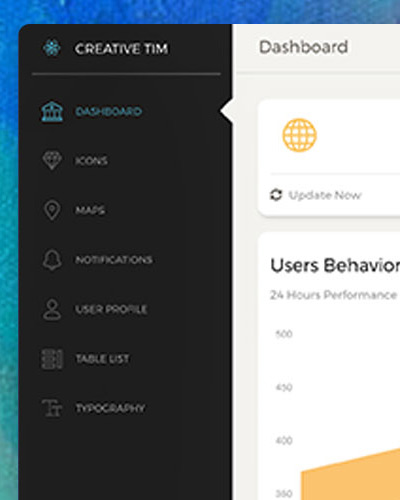 CREATIVE TIM
DASHBOARD
ICONS
MAPS
NOTIFICATIONS
USER PROFILE
TABLE LIST
TYPOGRAPHY
Dashboard
Update Now
Users Behavior
24 Hours Performance
500
450
400
350